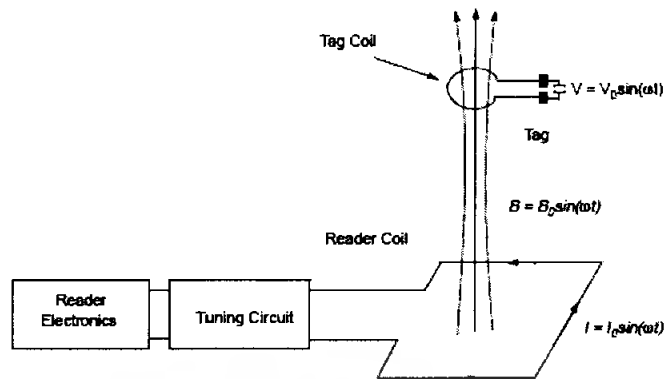 Tag Coil
V = V₀sin(ωt)
Tag
B = B₀sin(ωt)
Reader Coil
Reader
Electronics
Tuning Circuit
I = I₀sin(ωt)